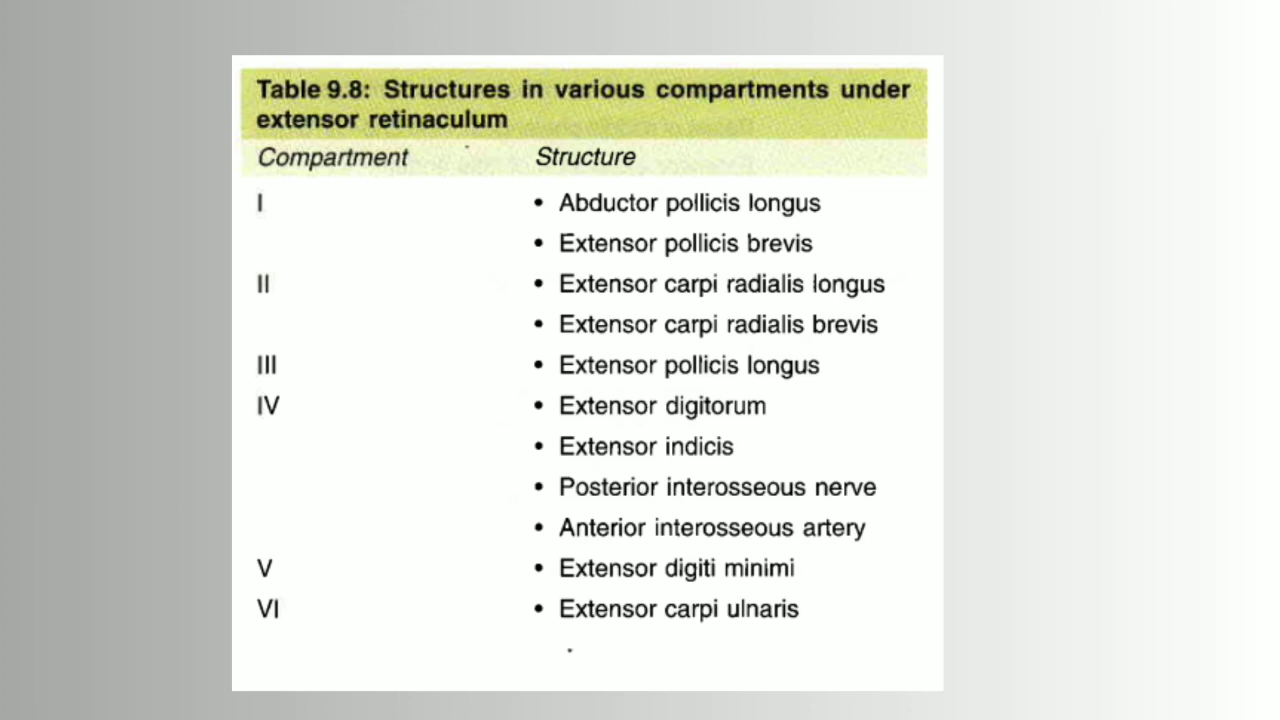 Table 9.8: Structures in various compartments under
extensor retinaculum
Compartment Structure
I • Abductor pollicis longus
• Extensor pollicis brevis
II • Extensor carpi radialis longus
• Extensor carpi radialis brevis
III • Extensor pollicis longus
IV • Extensor digitorum
• Extensor indicis
• Posterior interosseous nerve
• Anterior interosseous artery
V • Extensor digiti minimi
VI • Extensor carpi ulnaris